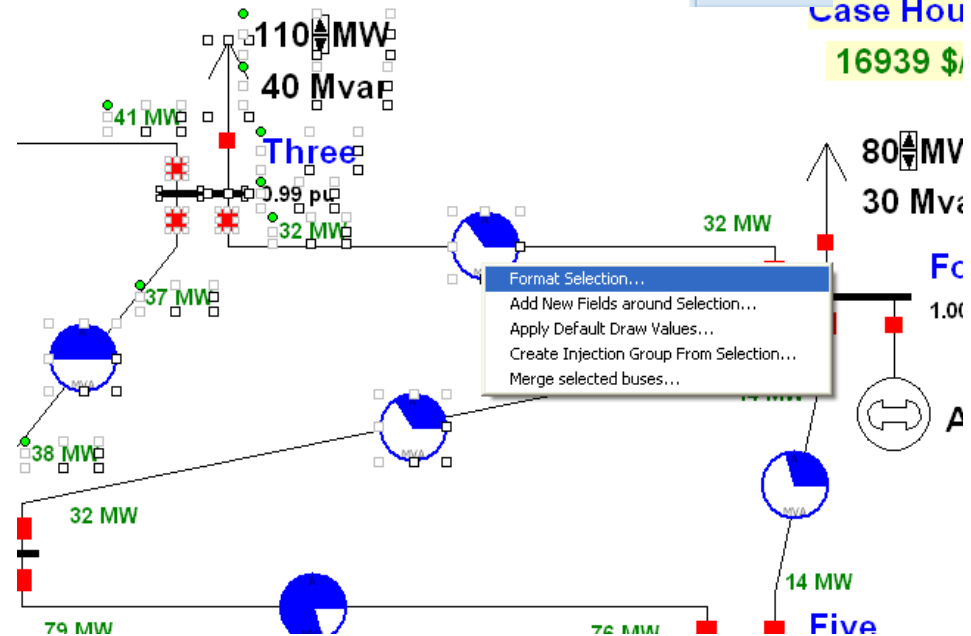 Case Hou
16939 $/
110 MW
40 Mvar
41 MW
Three
0.99 pu
32 MW
32 MW
80 MW
30 Mva
Fo
1.00
37 MW
MVA
Format Selection...
Add New Fields around Selection...
Apply Default Draw Values...
Create Injection Group From Selection...
Merge selected buses...
14 MW
A
38 MW
MVA
32 MW
MVA
14 MW
Five
79 MW
76 MW